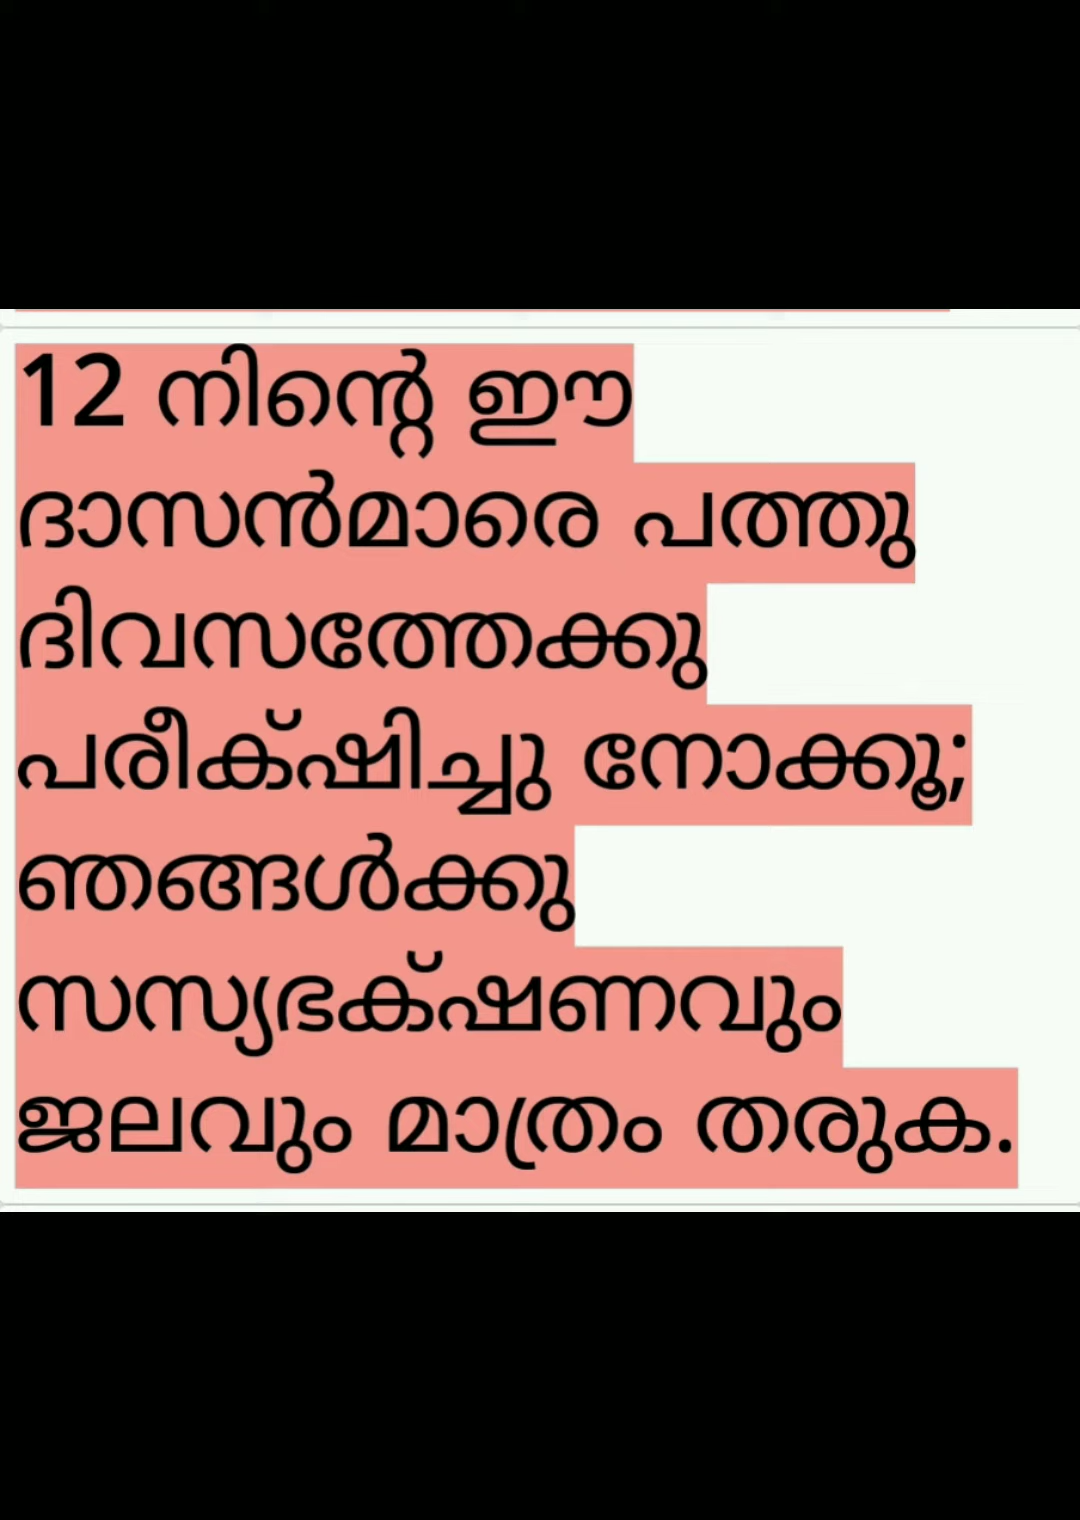 12 നിന്റെ ഈ
ദാസൻമാരെ പത്തു
ദിവസത്തേക്കു
പരീക്‌ഷിച്ചു നോക്കൂ;
ഞങ്ങൾക്കു
സസ്യഭക്‌ഷണവും
ജലവും മാത്രം തരുക.